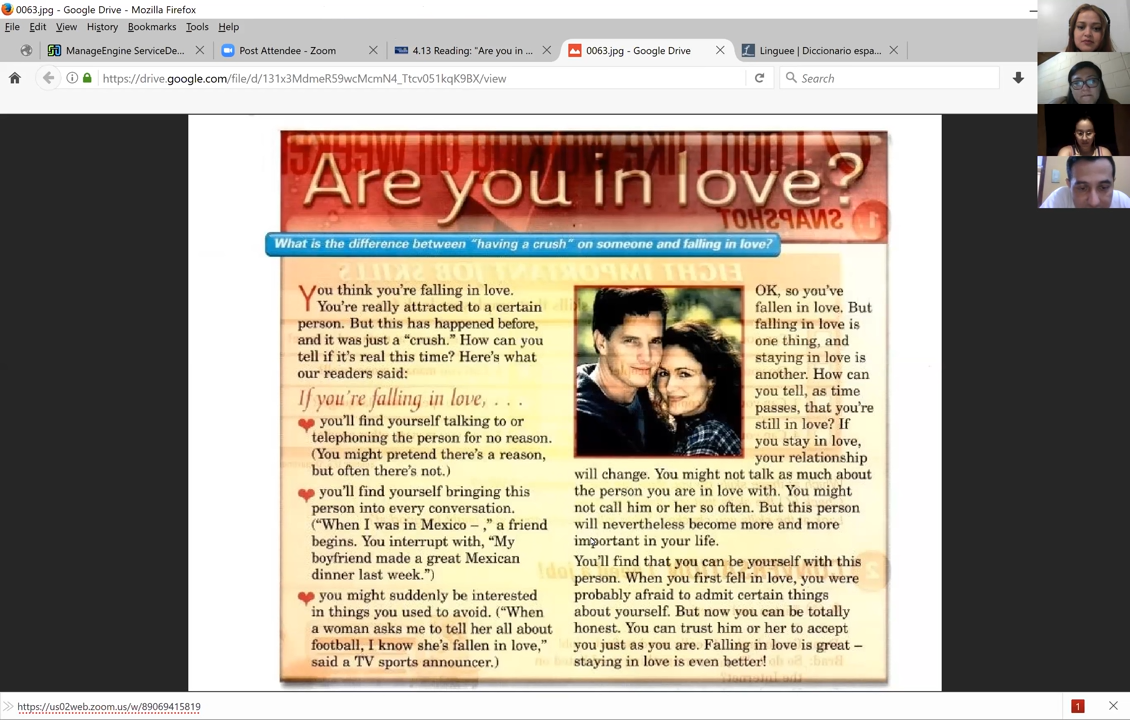 0063.jpg - Google Drive - Mozilla Firefox
File Edit View History Bookmarks Tools Help
ManageEngine ServiceDe...
Post Attendee - Zoom
4.13 Reading: "Are you in ...
0063.jpg - Google Drive
Linguee | Diccionario espa...
https://drive.google.com/file/d/131x3MdmeR59wcMcmN4_Ttcv051kqK9BX/view
Search
Are you in love?
SNAPSHOT
What is the difference between "having a crush" on someone and falling in love?
EIGHT IMPORTANT JOB SKILLS
You think you're falling in love.
You're really attracted to a certain
person. But this has happened before,
and it was just a "crush." How can you
tell if it's real this time? Here's what
our readers said:
If you're falling in love, . . .
you'll find yourself talking to or
telephoning the person for no reason.
(You might pretend there's a reason,
but often there's not.)
you'll find yourself bringing this
person into every conversation.
("When I was in Mexico – ," a friend
begins. You interrupt with, "My
boyfriend made a great Mexican
dinner last week.")
you might suddenly be interested
in things you used to avoid. ("When
a woman asks me to tell her all about
football, I know she's fallen in love,"
said a TV sports announcer.)
OK, so you've
fallen in love. But
falling in love is
one thing, and
staying in love is
another. How can
you tell, as time
passes, that you're
still in love? If
you stay in love,
your relationship
will change. You might not talk as much about
the person you are in love with. You might
not call him or her so often. But this person
will nevertheless become more and more
important in your life.
You'll find that you can be yourself with this
person. When you first fell in love, you were
probably afraid to admit certain things
about yourself. But now you can be totally
honest. You can trust him or her to accept
you just as you are. Falling in love is great –
staying in love is even better!
https://us02web.zoom.us/w/89069415819
1